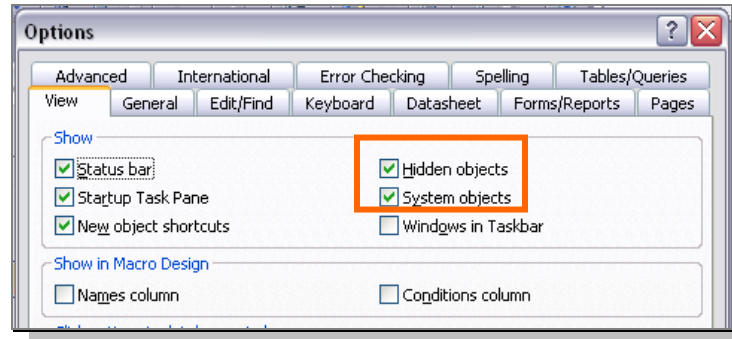 Options
Advanced International Error Checking Spelling Tables/Queries
View General Edit/Find Keyboard Datasheet Forms/Reports Pages
Show
Status bar Hidden objects
Startup Task Pane System objects
New object shortcuts Windows in Taskbar
Show in Macro Design
Names column Conditions column